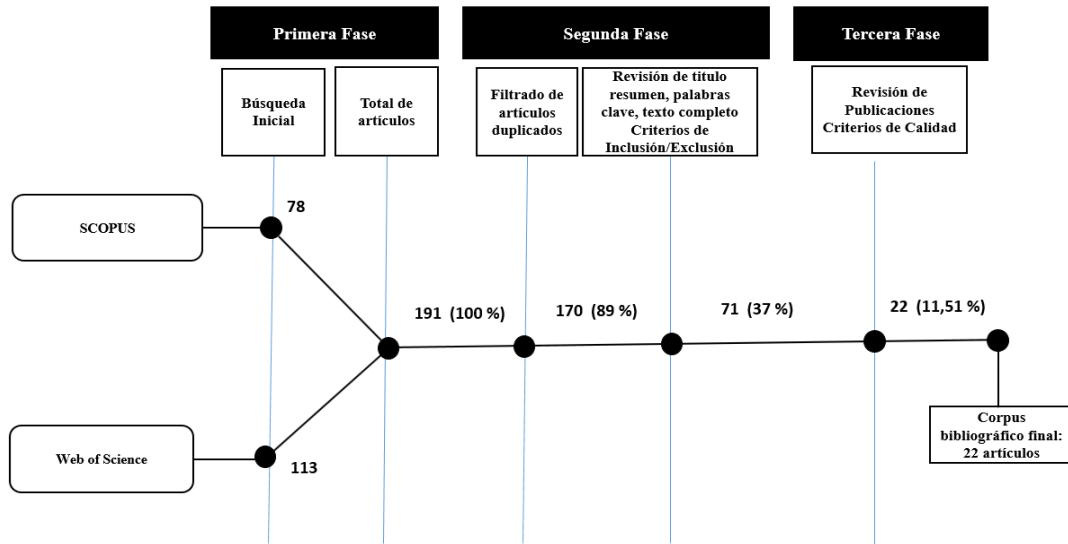 Primera Fase
Segunda Fase
Tercera Fase
Búsqueda
Inicial
Total de
artículos
Filtrado de
artículos
duplicados
Revisión de titulo
resumen, palabras
clave, texto completo
Criterios de
Inclusión/Exclusión
Revisión de
Publicaciones
Criterios de Calidad
SCOPUS
78
191 (100 %)
170 (89 %)
71 (37 %)
22 (11,51 %)
Web of Science
113
Corpus
bibliográfico final:
22 artículos